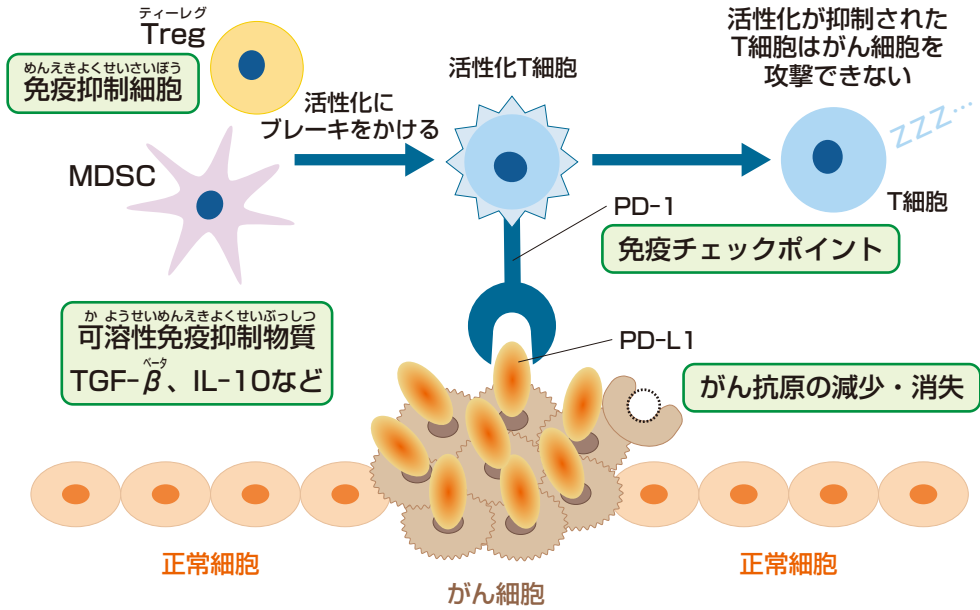 ティーレグ
Treg
めんえきよくせいさいぼう
免疫抑制細胞
MDSC
活性化に
ブレーキをかける
活性化T細胞
活性化が抑制された
T細胞はがん細胞を
攻撃できない
ZZZ…
T細胞
PD-1
免疫チェックポイント
か ようせいめんえきよくせいぶっしつ
可溶性免疫抑制物質
ベータ
TGF-β、IL-10など
PD-L1
がん抗原の減少・消失
正常細胞
がん細胞
正常細胞